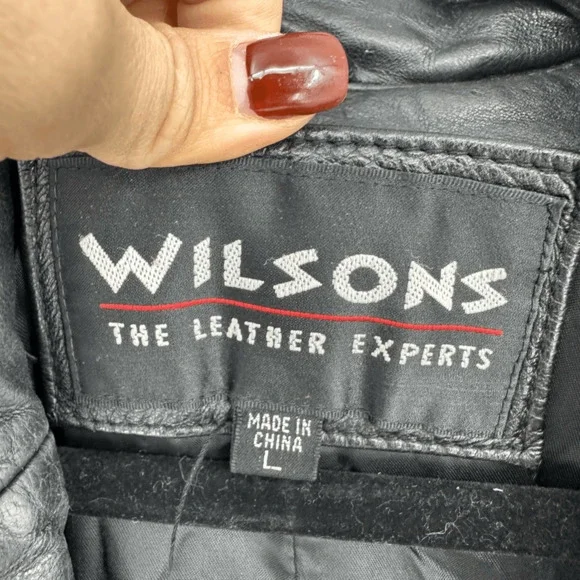 WILSONS
THE LEATHER EXPERTS
MADE IN
CHINA
L